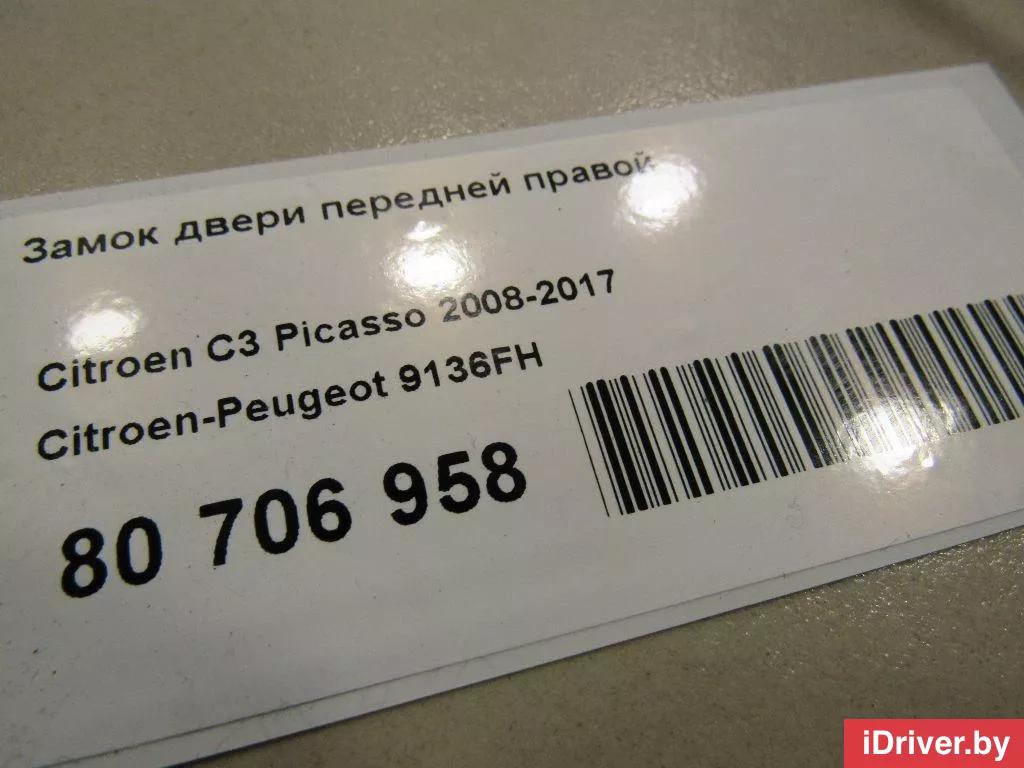 Замок двери передней правой
Citroen C3 Picasso 2008-2017
Citroen-Peugeot 9136FH
80 706 958
iDriver.by